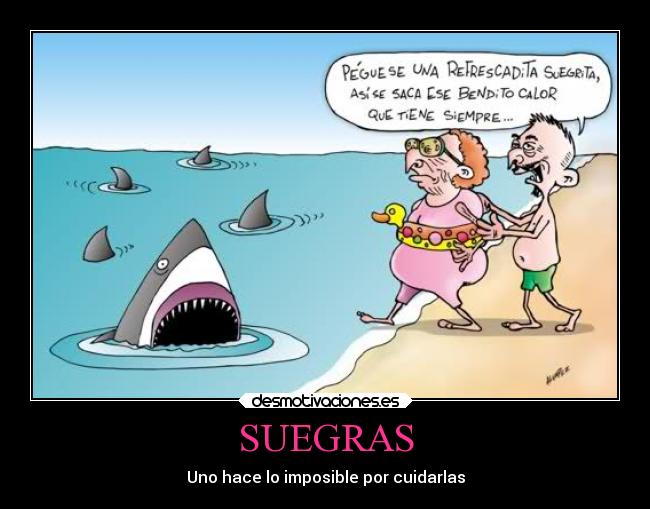 PÉGUESE UNA REFRESCADITA SUEGRITA,
ASÍ SE SACA ESE BENDITO CALOR
QUE TIENE SIEMPRE...
desmotivaciones.es
SUEGRAS
Uno hace lo imposible por cuidarlas